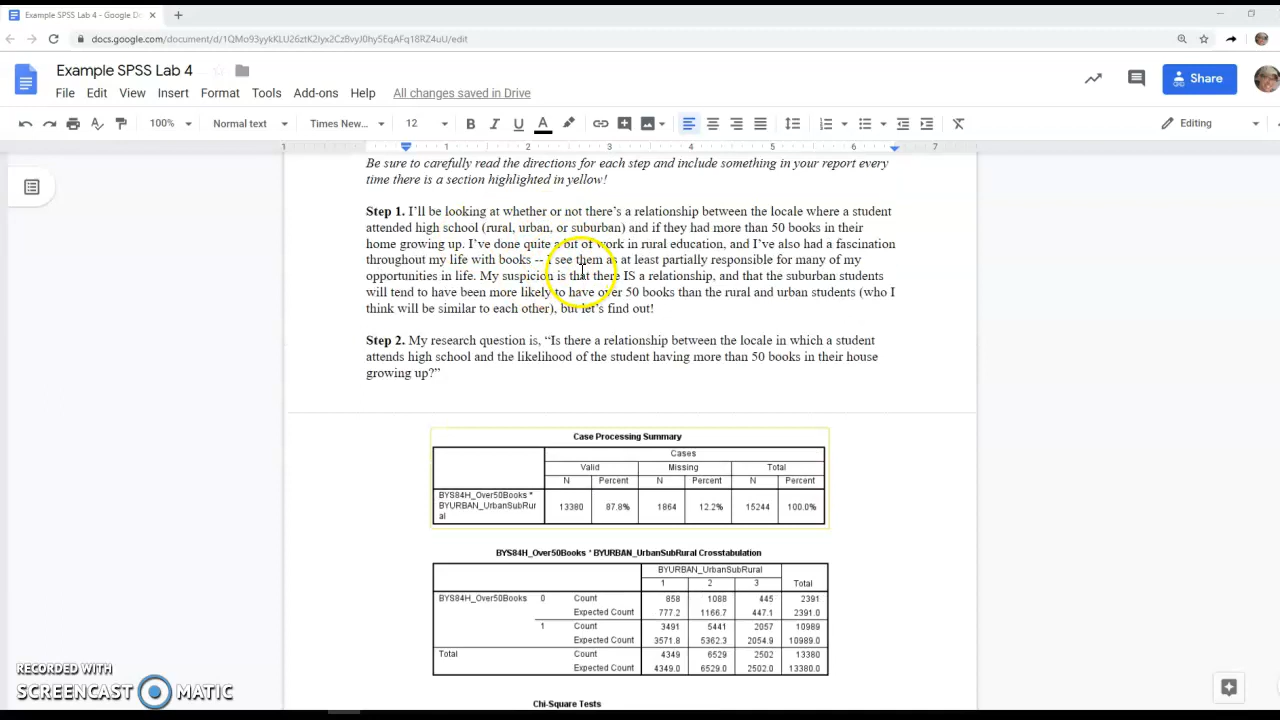 Example SPSS Lab 4 - Google D
docs.google.com/document/d/1QMo93yykKLU26ztK2Iyx2CzBvyJ0hy5EqAFq18RZ4uU/edit
Example SPSS Lab 4
File Edit View Insert Format Tools Add-ons Help All changes saved in Drive
Share
100% Normal text Times New... 12 Editing
1 1 2 3 4 5 6 7
Be sure to carefully read the directions for each step and include something in your report every
time there is a section highlighted in yellow!
Step 1. I’ll be looking at whether or not there’s a relationship between the locale where a student
attended high school (rural, urban, or suburban) and if they had more than 50 books in their
home growing up. I’ve done quite a bit of work in rural education, and I’ve also had a fascination
throughout my life with books -- I see them as at least partially responsible for many of my
opportunities in life. My suspicion is that there IS a relationship, and that the suburban students
will tend to have been more likely to have over 50 books than the rural and urban students (who I
think will be similar to each other), but let’s find out!
Step 2. My research question is, “Is there a relationship between the locale in which a student
attends high school and the likelihood of the student having more than 50 books in their house
growing up?”
Case Processing Summary
Cases
Valid Missing Total
N Percent N Percent N Percent
BYS84H_Over50Books *
BYURBAN_UrbanSubRur
al
13380 87.8% 1864 12.2% 15244 100.0%
BYS84H_Over50Books * BYURBAN_UrbanSubRural Crosstabulation
BYURBAN_UrbanSubRural
1 2 3 Total
BYS84H_Over50Books 0 Count 858 1088 445 2391
Expected Count 777.2 1166.7 447.1 2391.0
1 Count 3491 5441 2057 10989
Expected Count 3571.8 5362.3 2054.9 10989.0
Total Count 4349 6529 2502 13380
Expected Count 4349.0 6529.0 2502.0 13380.0
Chi-Square Tests
RECORDED WITH
SCREENCAST MATIC